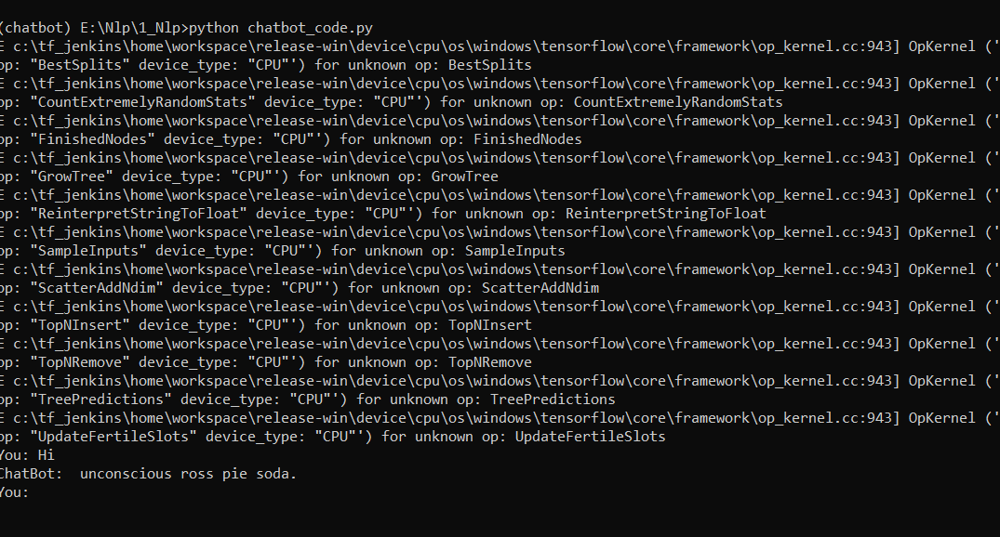 (chatbot) E:\Nlp\1_Nlp>python chatbot_code.py
E c:\tf_jenkins\home\workspace\release-win\device\cpu\os\windows\tensorflow\core\framework\op_kernel.cc:943] OpKernel ('
op: "BestSplits" device_type: "CPU"') for unknown op: BestSplits
E c:\tf_jenkins\home\workspace\release-win\device\cpu\os\windows\tensorflow\core\framework\op_kernel.cc:943] OpKernel ('
op: "CountExtremelyRandomStats" device_type: "CPU"') for unknown op: CountExtremelyRandomStats
E c:\tf_jenkins\home\workspace\release-win\device\cpu\os\windows\tensorflow\core\framework\op_kernel.cc:943] OpKernel ('
op: "FinishedNodes" device_type: "CPU"') for unknown op: FinishedNodes
E c:\tf_jenkins\home\workspace\release-win\device\cpu\os\windows\tensorflow\core\framework\op_kernel.cc:943] OpKernel ('
op: "GrowTree" device_type: "CPU"') for unknown op: GrowTree
E c:\tf_jenkins\home\workspace\release-win\device\cpu\os\windows\tensorflow\core\framework\op_kernel.cc:943] OpKernel ('
op: "ReinterpretStringToFloat" device_type: "CPU"') for unknown op: ReinterpretStringToFloat
E c:\tf_jenkins\home\workspace\release-win\device\cpu\os\windows\tensorflow\core\framework\op_kernel.cc:943] OpKernel ('
op: "SampleInputs" device_type: "CPU"') for unknown op: SampleInputs
E c:\tf_jenkins\home\workspace\release-win\device\cpu\os\windows\tensorflow\core\framework\op_kernel.cc:943] OpKernel ('
op: "ScatterAddNdim" device_type: "CPU"') for unknown op: ScatterAddNdim
E c:\tf_jenkins\home\workspace\release-win\device\cpu\os\windows\tensorflow\core\framework\op_kernel.cc:943] OpKernel ('
op: "TopNInsert" device_type: "CPU"') for unknown op: TopNInsert
E c:\tf_jenkins\home\workspace\release-win\device\cpu\os\windows\tensorflow\core\framework\op_kernel.cc:943] OpKernel ('
op: "TopNRemove" device_type: "CPU"') for unknown op: TopNRemove
E c:\tf_jenkins\home\workspace\release-win\device\cpu\os\windows\tensorflow\core\framework\op_kernel.cc:943] OpKernel ('
op: "TreePredictions" device_type: "CPU"') for unknown op: TreePredictions
E c:\tf_jenkins\home\workspace\release-win\device\cpu\os\windows\tensorflow\core\framework\op_kernel.cc:943] OpKernel ('
op: "UpdateFertileSlots" device_type: "CPU"') for unknown op: UpdateFertileSlots
You: Hi
ChatBot:  unconscious ross pie soda.
You: